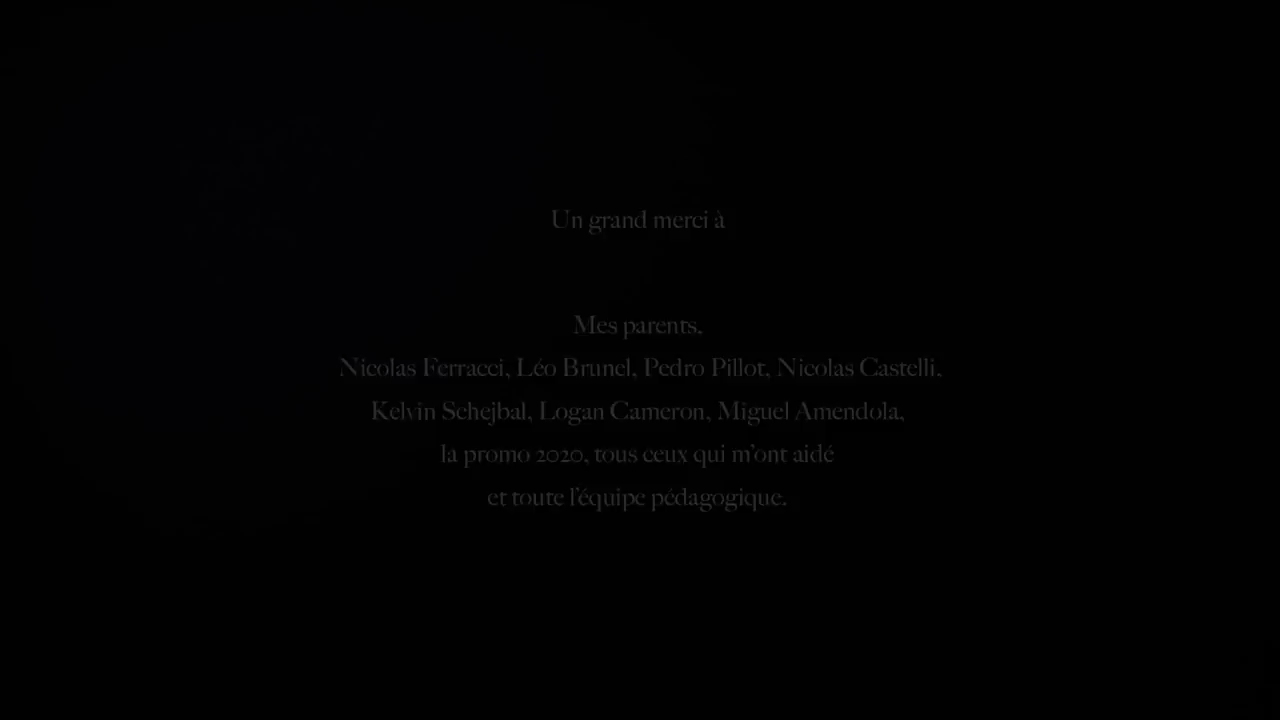 Un grand merci à
Mes parents,
Nicolas Ferracci, Léo Brunel, Pedro Pillot, Nicolas Castelli,
Kelvin Schejbal, Logan Cameron, Miguel Amendola,
la promo 2020, tous ceux qui m'ont aidé
et toute l'équipe pédagogique.